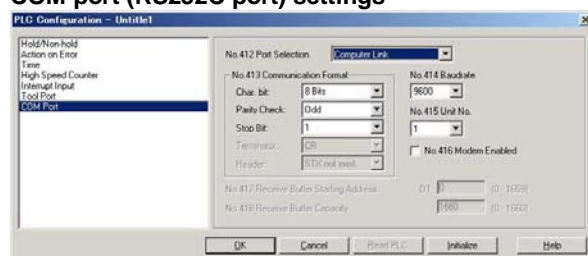 COM port (RS232C port) settings
PLC Configuration - Untitle1
Hold/Non-hold
Action on Error
Time
High Speed Counter
Interrupt Input
Tool Port
COM Port
No.412 Port Selection Computer Link
No.413 Communication Format
Char. bit: 8 Bits
Parity Check: Odd
Stop Bit: 1
Terminator: CR
Header: STX not exist
No.414 Baudrate
9600
No.415 Unit No.
1
No.416 Modem Enabled
No.417 Receive Buffer Starting Address DT 0 (0-1659)
No.418 Receive Buffer Capacity 1660 (0-1660)
OK Cancel Read PLC Initialize Help